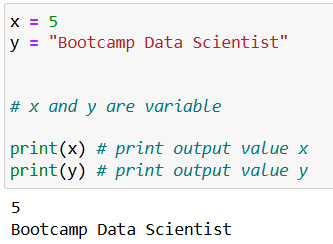 x = 5
y = "Bootcamp Data Scientist"
# x and y are variable
print(x) # print output value x
print(y) # print output value y
5
Bootcamp Data Scientist